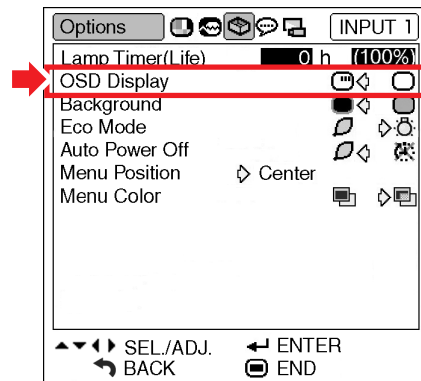 Options INPUT 1
Lamp Timer(Life) 0 h (100%)
OSD Display
Background
Eco Mode
Auto Power Off
Menu Position Center
Menu Color
SEL./ADJ. ENTER
BACK END